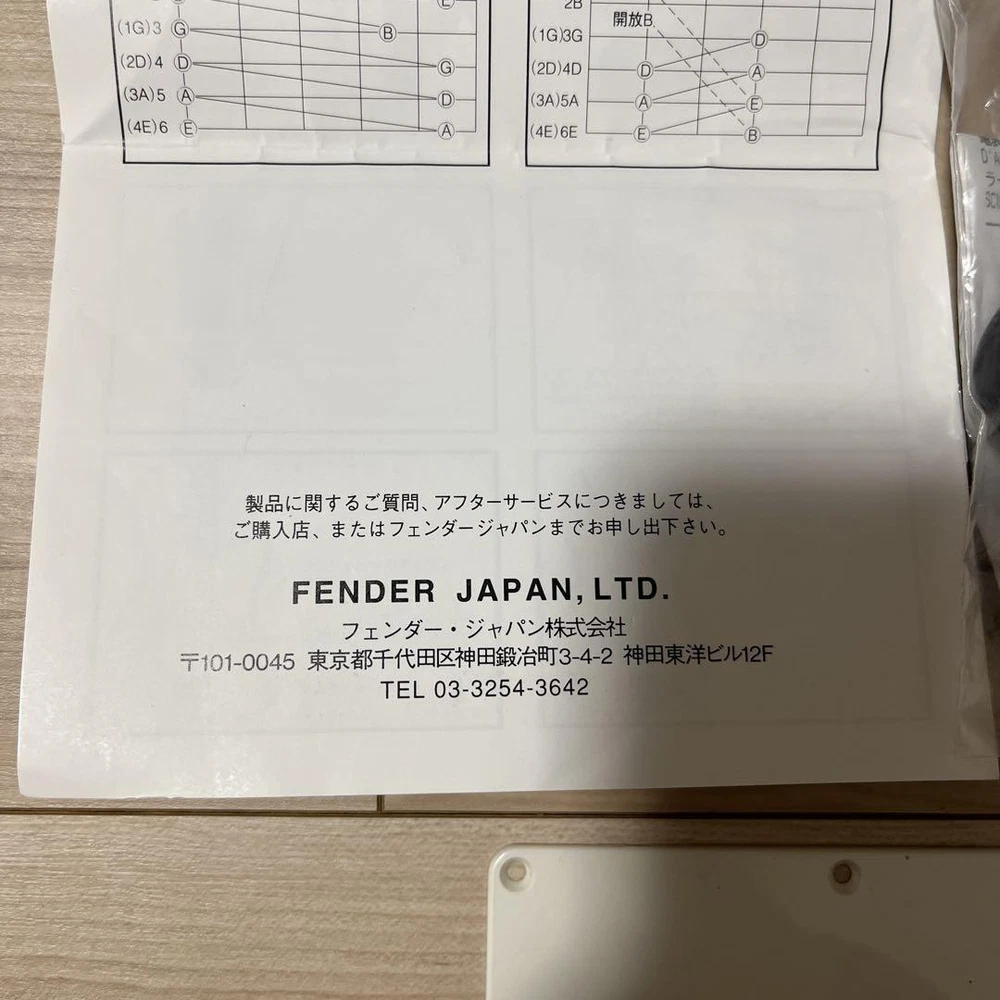 E
(1G)3 G B
(2D)4 D G
(3A)5 A D
(4E)6 E A
2B
開放B
(1G)3G D
(2D)4D D A
(3A)5A A E
(4E)6E E B
D'A
ラー
製品に関するご質問、アフターサービスにつきましては、
ご購入店、またはフェンダージャパンまでお申し出下さい。
FENDER JAPAN, LTD.
フェンダー・ジャパン株式会社
〒101-0045 東京都千代田区神田鍛冶町3-4-2 神田東洋ビル12F
TEL 03-3254-3642